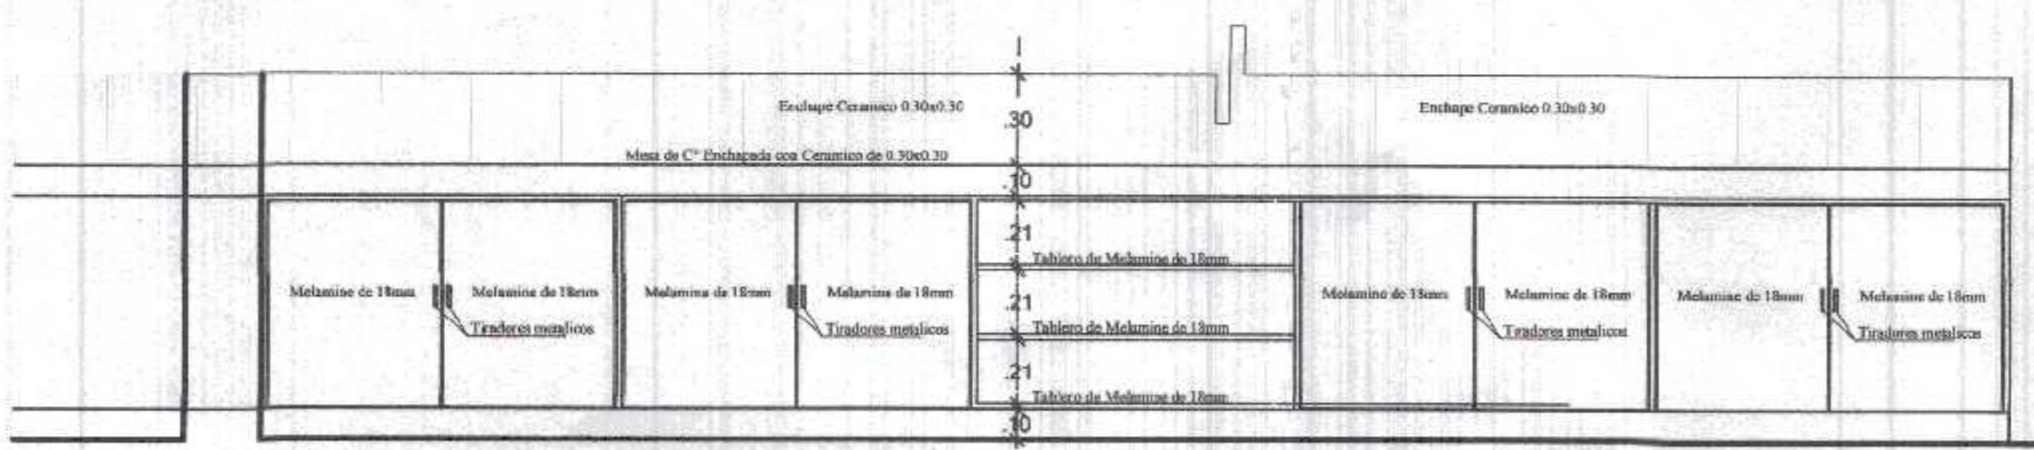 Enchape Ceramico 0.30x0.30
Enchape Ceramico 0.30x0.30
.30
Mesa de C° Enchapada con Ceramico de 0.30x0.30
.10
.21
Tablero de Melamine de 18mm
Melamine de 18mm
Melamine de 18mm
Melamine de 18mm
Melamine de 18mm
.21
Melamine de 18mm
Melamine de 18mm
Melamine de 18mm
Melamine de 18mm
Tiradores metalicos
Tiradores metalicos
Tablero de Melamine de 18mm
Tiradores metalicos
Tiradores metalicos
.21
Tablero de Melamine de 18mm
.10